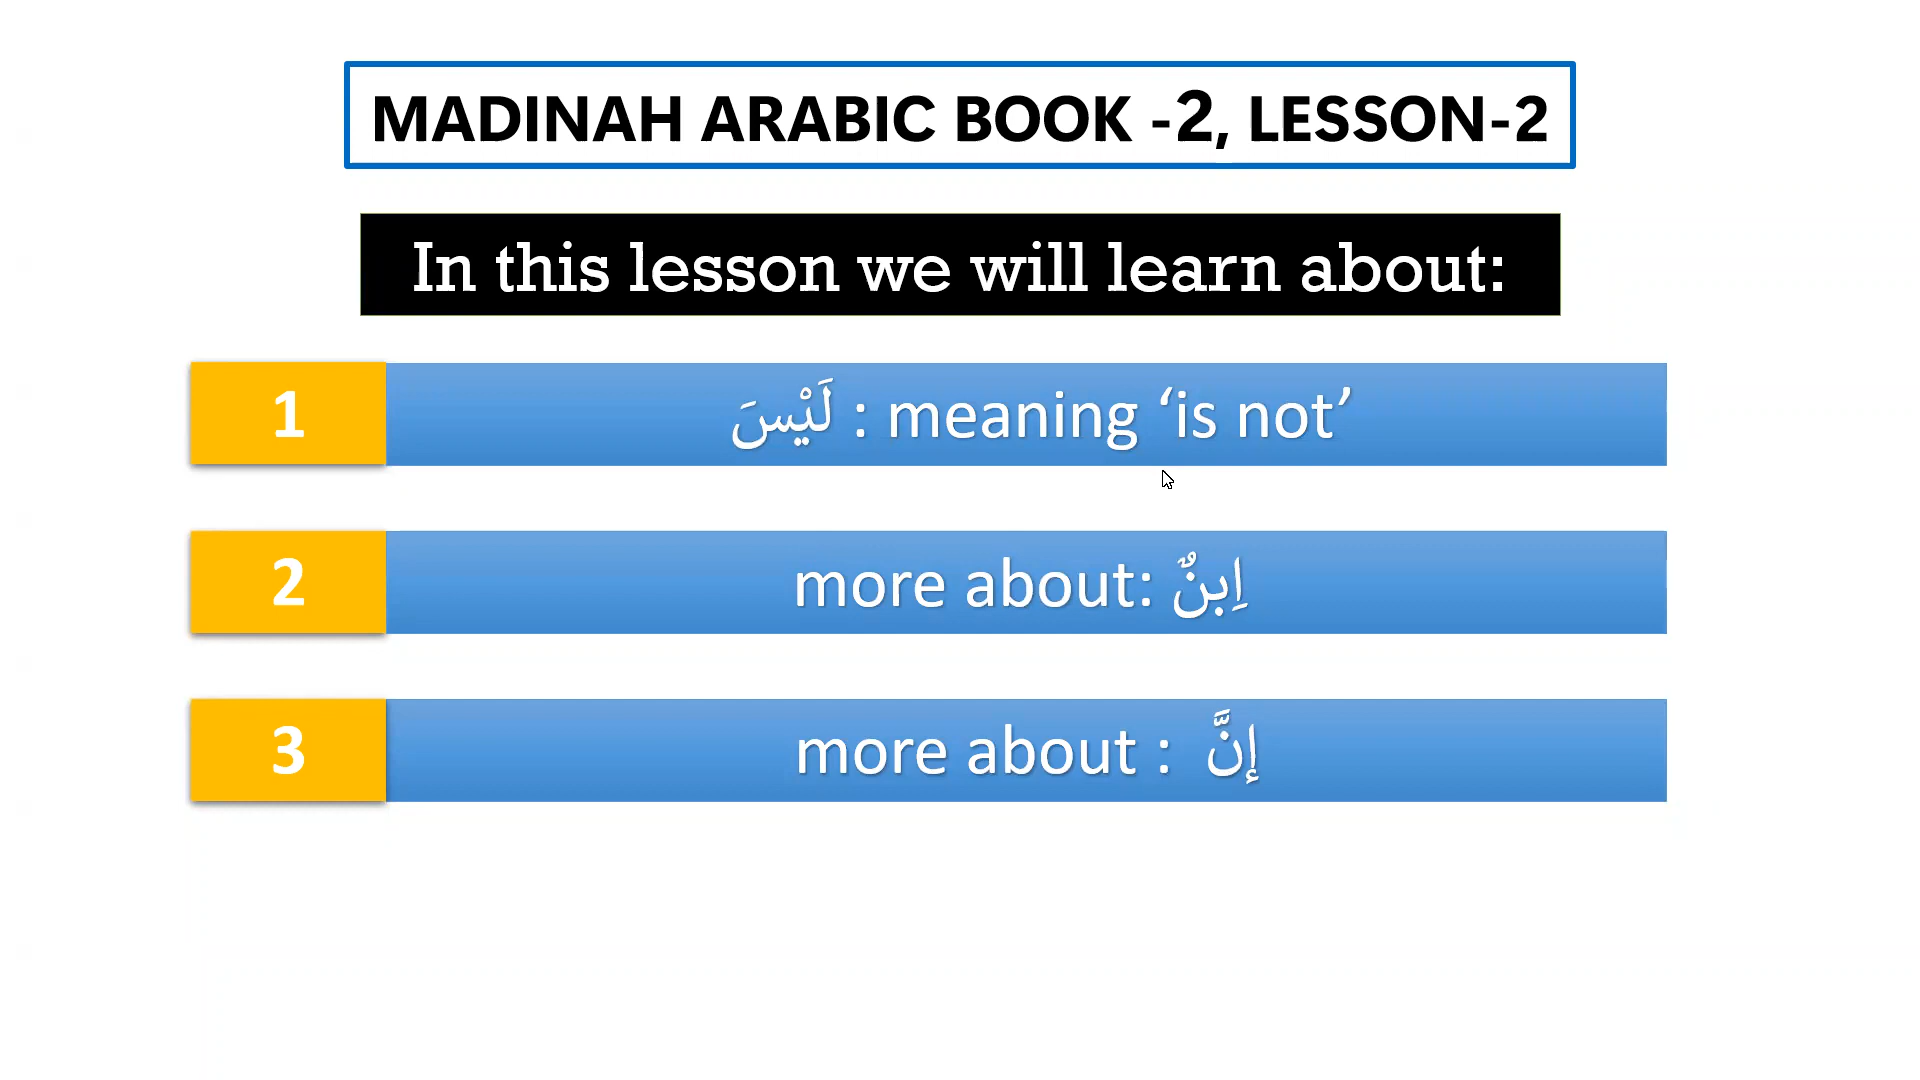 MADINAH ARABIC BOOK -2, LESSON-2
In this lesson we will learn about:
1
لَيْسَ : meaning ‘is not’
2
more about: اِبنٌ
3
more about : إنَّ